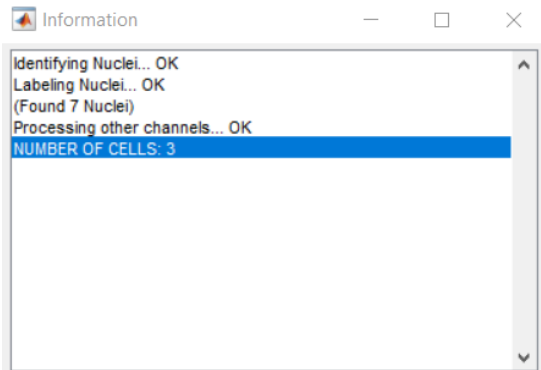 Information
Identifying Nuclei... OK
Labeling Nuclei... OK
(Found 7 Nuclei)
Processing other channels... OK
NUMBER OF CELLS: 3